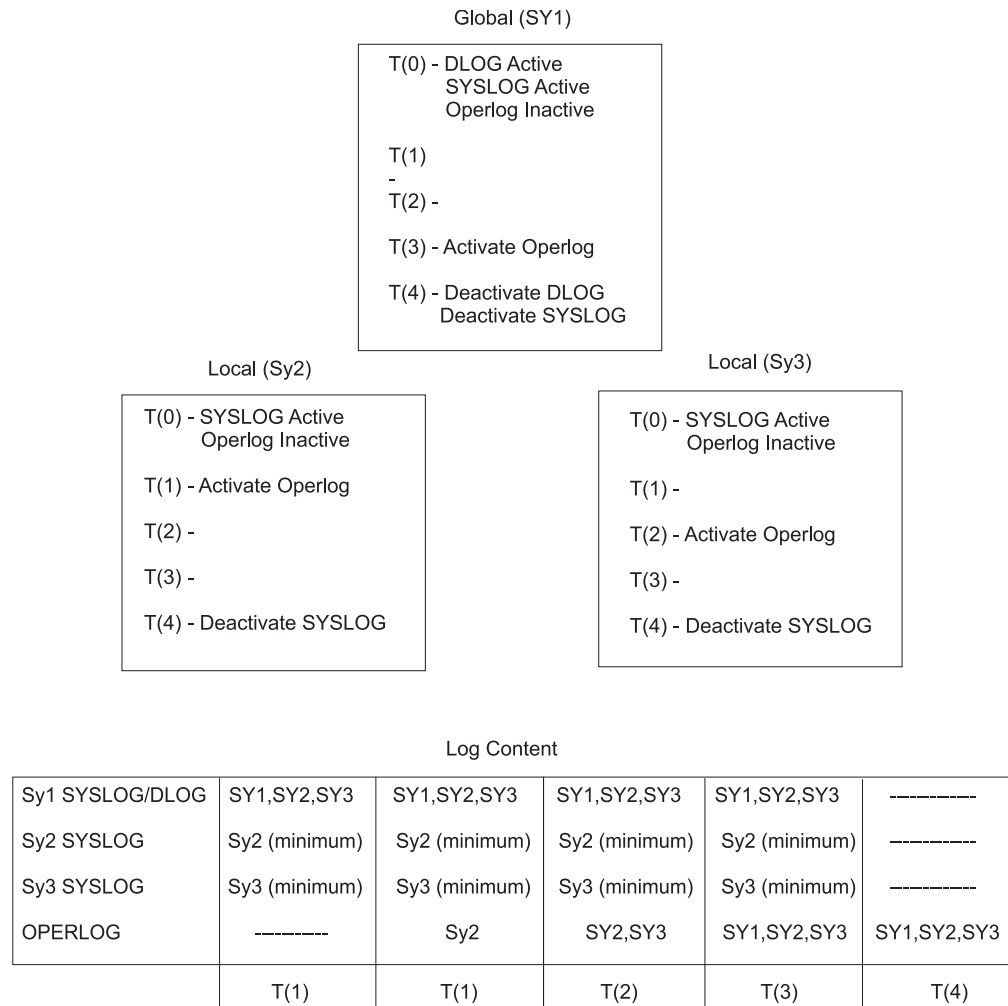 Global (SY1)
T(0) - DLOG Active
SYSLOG Active
Operlog Inactive
T(1)
-
T(2) -
T(3) - Activate Operlog
T(4) - Deactivate DLOG
Deactivate SYSLOG
Local (Sy2)
T(0) - SYSLOG Active
Operlog Inactive
T(1) - Activate Operlog
T(2) -
T(3) -
T(4) - Deactivate SYSLOG
Local (Sy3)
T(0) - SYSLOG Active
Operlog Inactive
T(1) -
T(2) - Activate Operlog
T(3) -
T(4) - Deactivate SYSLOG
Log Content
Sy1 SYSLOG/DLOG SY1,SY2,SY3 SY1,SY2,SY3 SY1,SY2,SY3 SY1,SY2,SY3 -------------
Sy2 SYSLOG Sy2 (minimum) Sy2 (minimum) Sy2 (minimum) Sy2 (minimum) -------------
Sy3 SYSLOG Sy3 (minimum) Sy3 (minimum) Sy3 (minimum) Sy3 (minimum) -------------
OPERLOG ----------- Sy2 SY2,SY3 SY1,SY2,SY3 SY1,SY2,SY3
T(1) T(1) T(2) T(3) T(4)